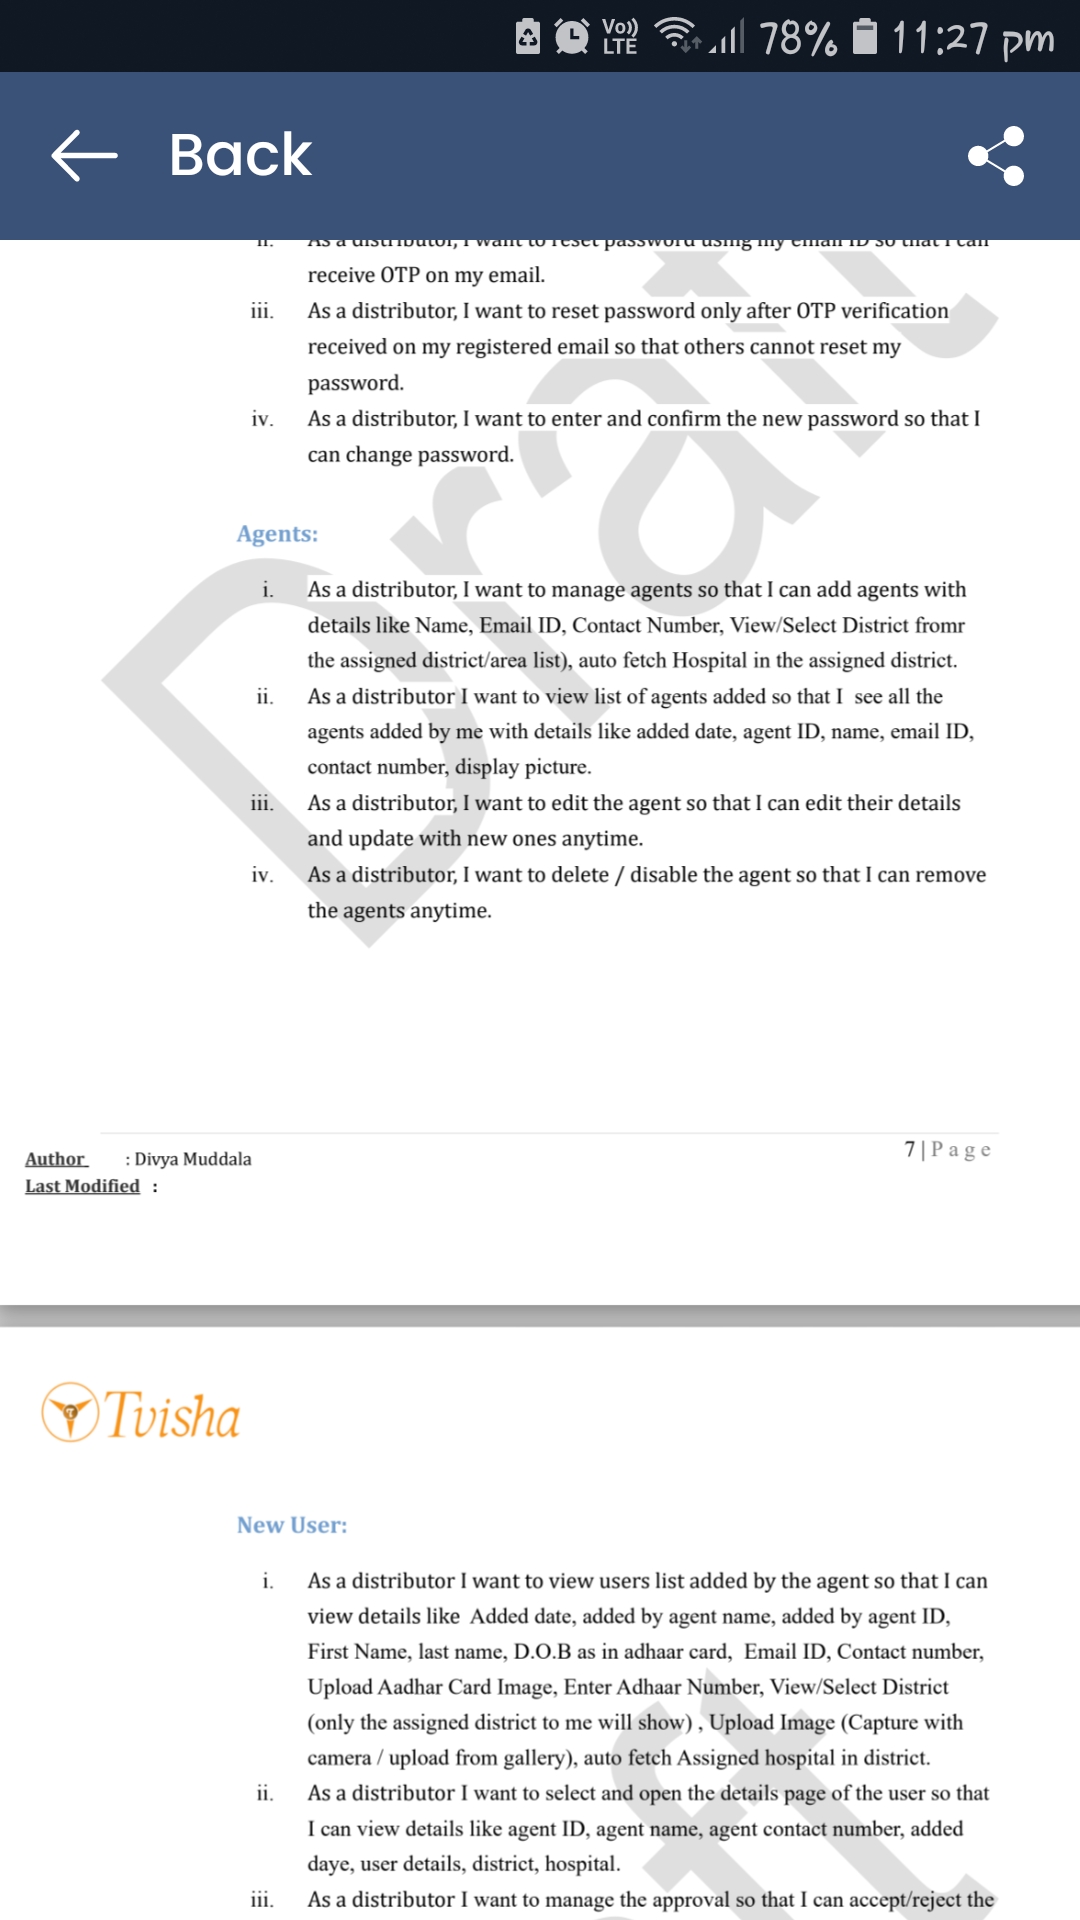 Vo)) LTE 78% 11:27 pm
Back
ii. As a distributor, I want to reset password using my email ID so that I can
receive OTP on my email.
iii. As a distributor, I want to reset password only after OTP verification
received on my registered email so that others cannot reset my
password.
iv. As a distributor, I want to enter and confirm the new password so that I
can change password.
Agents:
i. As a distributor, I want to manage agents so that I can add agents with
details like Name, Email ID, Contact Number, View/Select District fromr
the assigned district/area list), auto fetch Hospital in the assigned district.
ii. As a distributor I want to view list of agents added so that I see all the
agents added by me with details like added date, agent ID, name, email ID,
contact number, display picture.
iii. As a distributor, I want to edit the agent so that I can edit their details
and update with new ones anytime.
iv. As a distributor, I want to delete / disable the agent so that I can remove
the agents anytime.
Draft
7 | P a g e
Author : Divya Muddala
Last Modified :
Tvisha
New User:
i. As a distributor I want to view users list added by the agent so that I can
view details like Added date, added by agent name, added by agent ID,
First Name, last name, D.O.B as in adhaar card, Email ID, Contact number,
Upload Aadhar Card Image, Enter Adhaar Number, View/Select District
(only the assigned district to me will show) , Upload Image (Capture with
camera / upload from gallery), auto fetch Assigned hospital in district.
ii. As a distributor I want to select and open the details page of the user so that
I can view details like agent ID, agent name, agent contact number, added
daye, user details, district, hospital.
iii. As a distributor I want to manage the approval so that I can accept/reject the
ft